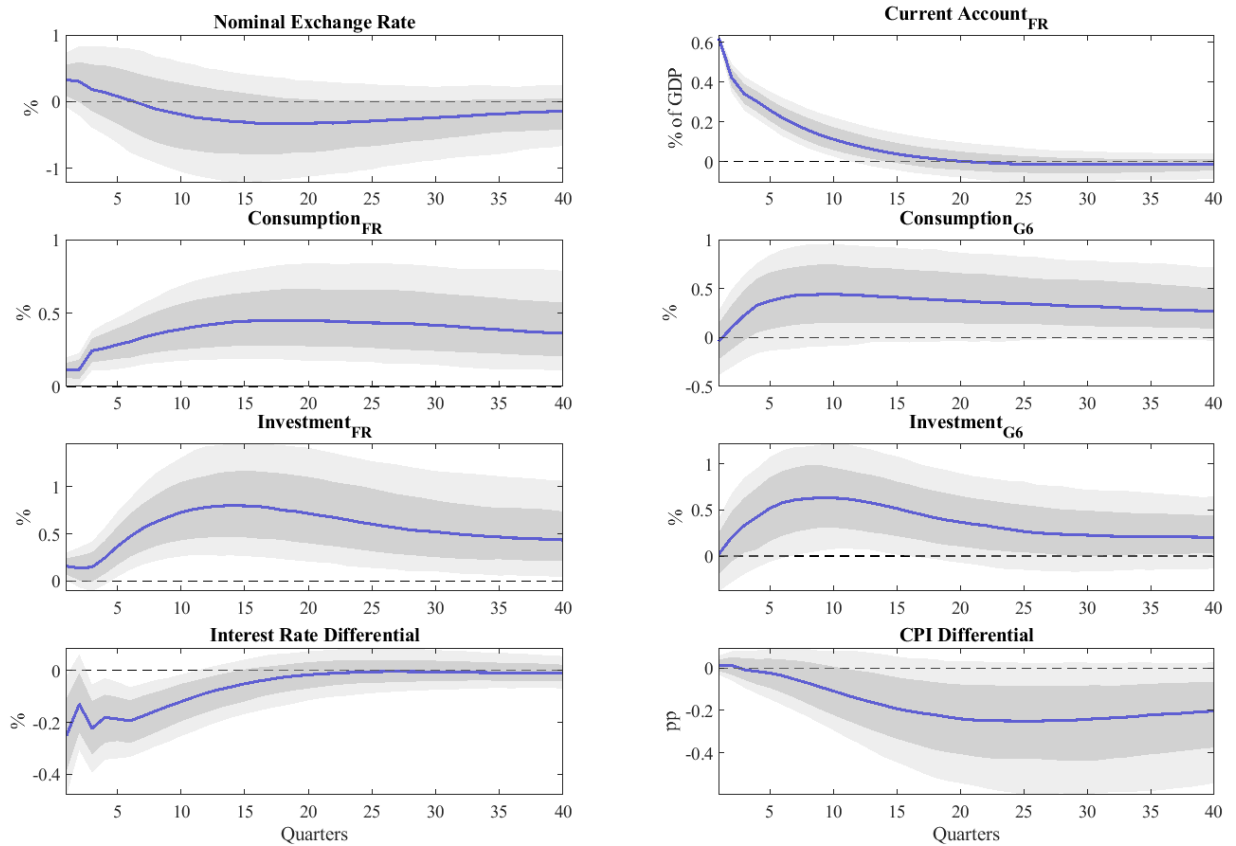 Nominal Exchange Rate
1
0
-1
%
5 10 15 20 25 30 35 40
Current Account FR
0.6
0.4
0.2
0
% of GDP
5 10 15 20 25 30 35 40
Consumption FR
1
0.5
0
%
5 10 15 20 25 30 35 40
Consumption G6
1
0.5
0
-0.5
%
5 10 15 20 25 30 35 40
Investment FR
1
0.5
0
%
5 10 15 20 25 30 35 40
Investment G6
1
0.5
0
%
5 10 15 20 25 30 35 40
Interest Rate Differential
0
-0.2
-0.4
%
5 10 15 20 25 30 35 40
Quarters
CPI Differential
0
-0.2
-0.4
pp
5 10 15 20 25 30 35 40
Quarters